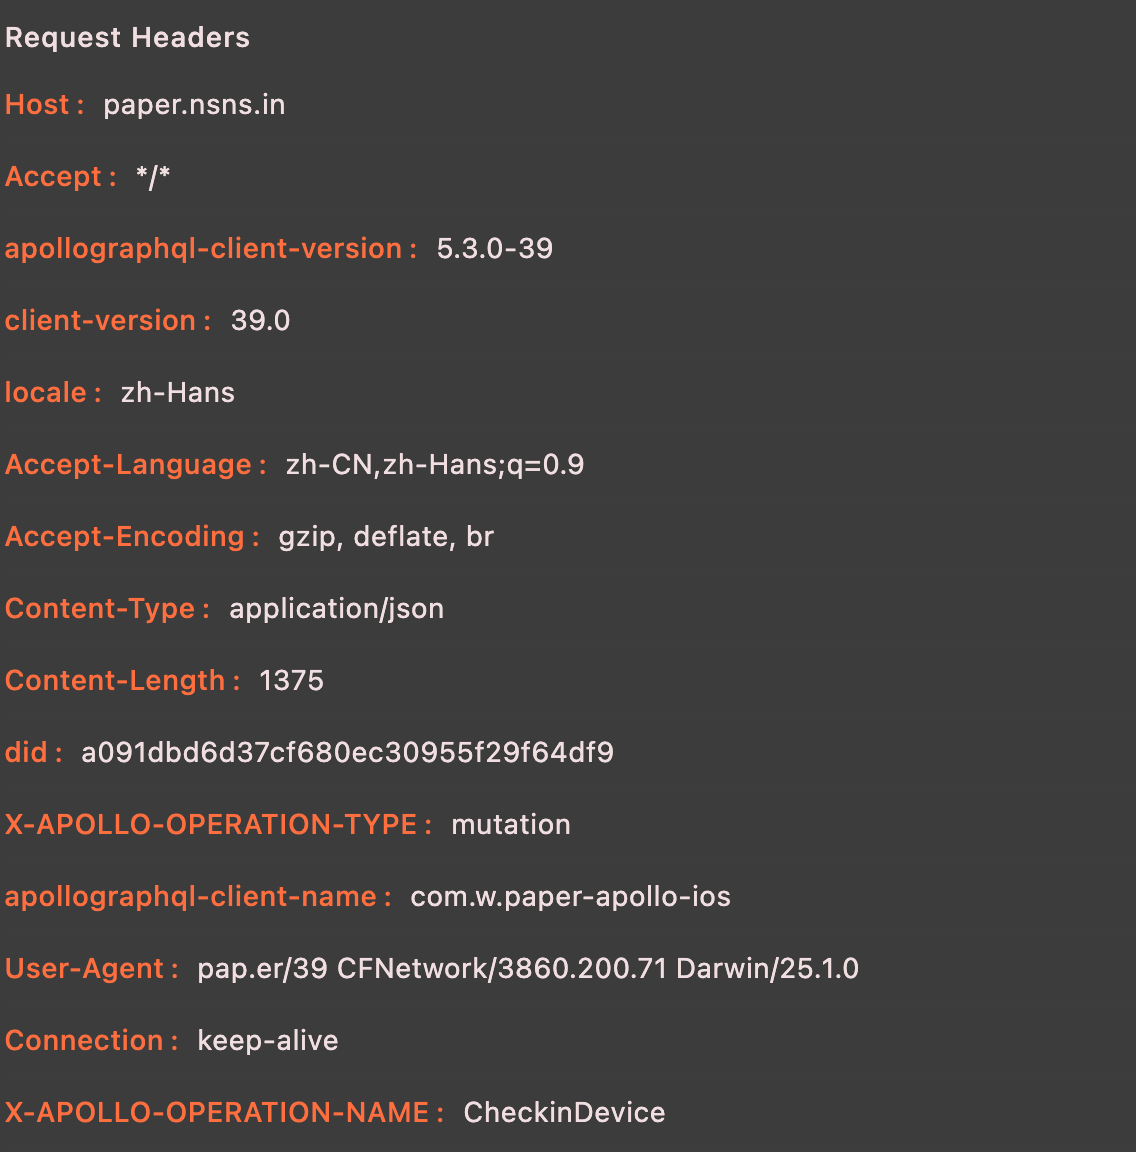 Request Headers
Host : paper.nsns.in
Accept : */*
apollographql-client-version : 5.3.0-39
client-version : 39.0
locale : zh-Hans
Accept-Language : zh-CN,zh-Hans;q=0.9
Accept-Encoding : gzip, deflate, br
Content-Type : application/json
Content-Length : 1375
did : a091dbd6d37cf680ec30955f29f64df9
X-APOLLO-OPERATION-TYPE : mutation
apollographql-client-name : com.w.paper-apollo-ios
User-Agent : pap.er/39 CFNetwork/3860.200.71 Darwin/25.1.0
Connection : keep-alive
X-APOLLO-OPERATION-NAME : CheckinDevice